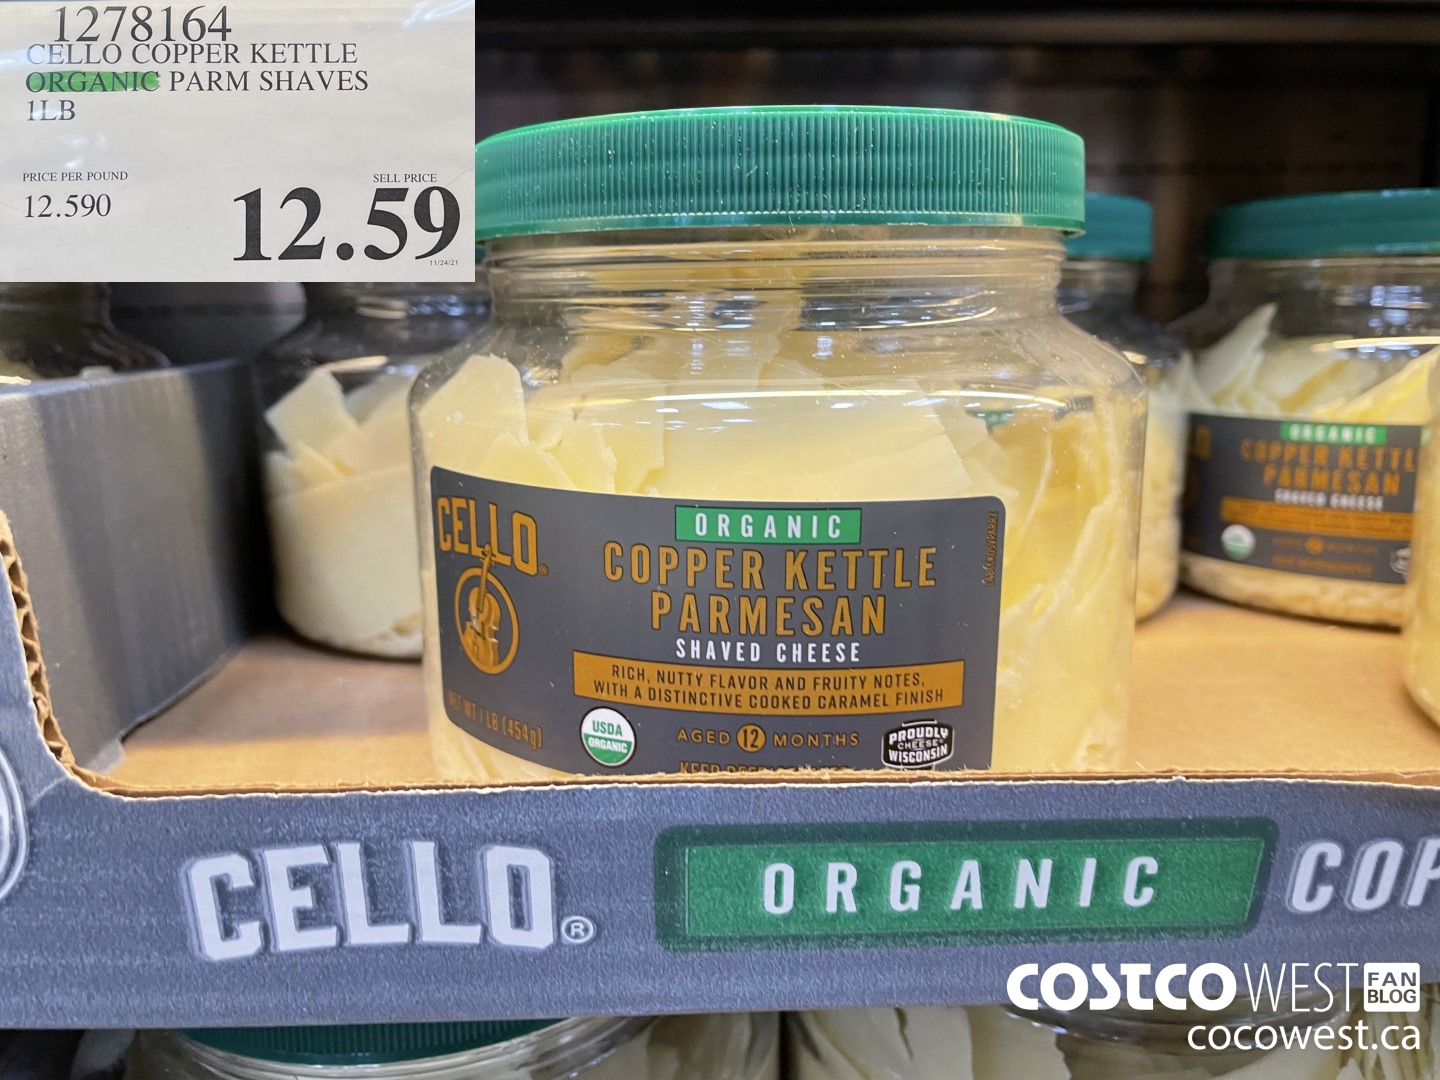 1278164
CELLO COPPER KETTLE
ORGANIC PARM SHAVES
1LB
PRICE PER POUND
12.590
SELL PRICE
12.59
11/24/21
CELLO®
ORGANIC
COPPER KETTLE
PARMESAN
SHAVED CHEESE
RICH, NUTTY FLAVOR AND FRUITY NOTES,
WITH A DISTINCTIVE COOKED CARAMEL FINISH
NET WT 1 LB (454g)
USDA
ORGANIC
AGED 12 MONTHS
PROUDLY
WISCONSIN
CHEESE®
ORGANIC
COPPER KETTL
PARMESAN
SHAVED CHEESE
CELLO®
ORGANIC
COP
COSTCO WEST FAN
BLOG
cocowest.ca